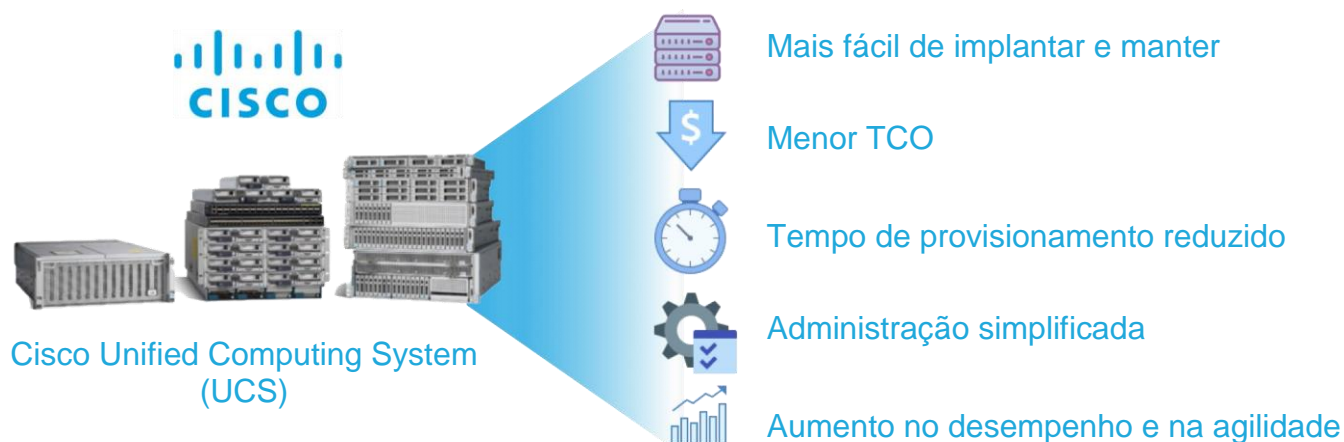 CISCO
Cisco Unified Computing System
(UCS)
$
Mais fácil de implantar e manter
Menor TCO
Tempo de provisionamento reduzido
Administração simplificada
Aumento no desempenho e na agilidade